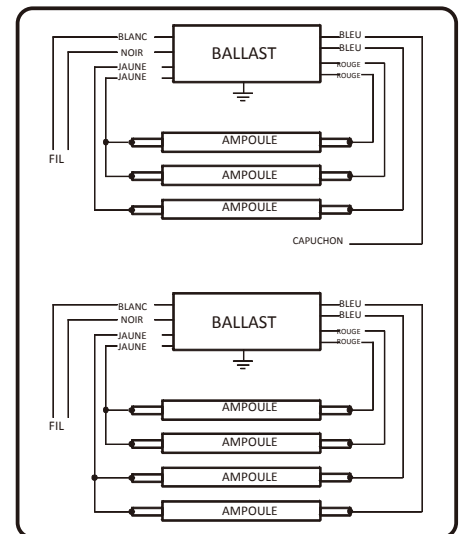 BLANC
NOIR
JAUNE
JAUNE
BALLAST
BLEU
BLEU
ROUGE
ROUGE
AMPOULE
AMPOULE
AMPOULE
FIL
CAPUCHON
BLANC
NOIR
JAUNE
JAUNE
BALLAST
BLEU
BLEU
ROUGE
ROUGE
AMPOULE
AMPOULE
AMPOULE
AMPOULE
FIL